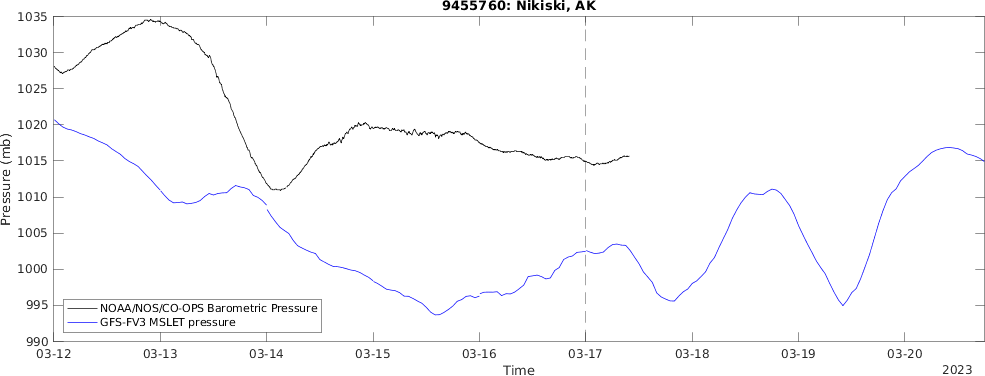 9455760: Nikiski, AK
1035
1030
1025
1020
1015
1010
1005
1000
995
990
Pressure (mb)
NOAA/NOS/CO-OPS Barometric Pressure
GFS-FV3 MSLET pressure
03-12 03-13 03-14 03-15 03-16 03-17 03-18 03-19 03-20
Time
2023